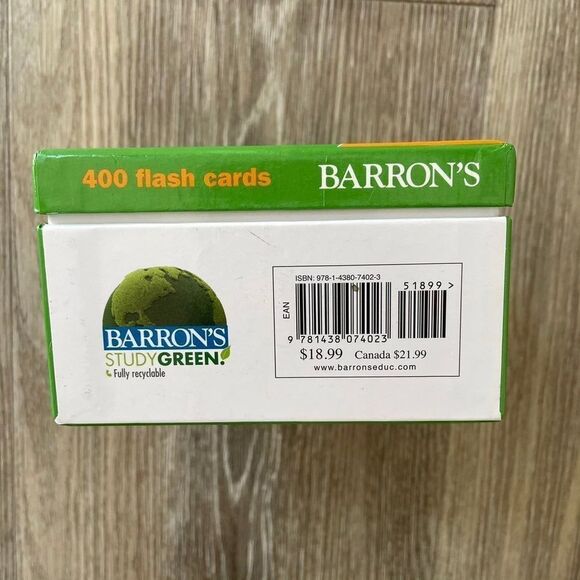 400 flash cards BARRON'S
ISBN: 978-1-4380-7402-3
51899 >
EAN
BARRON'S
STUDYGREEN!
Fully recyclable
9 781438 074023
$18.99 Canada $21.99
www.barronseduc.com